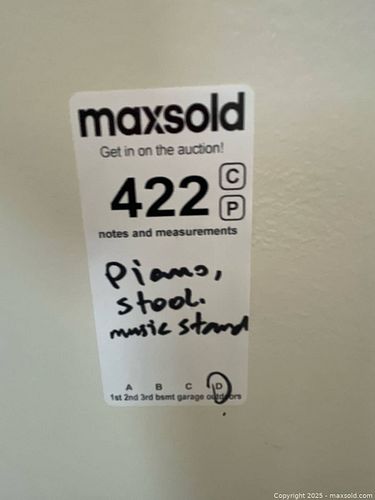 maxsold
Get in on the auction!
422 C
P
notes and measurements
Piano,
stool.
music stand
A B C D
1st 2nd 3rd bsmt garage outdoors
Copyright 2025 - maxsold.com